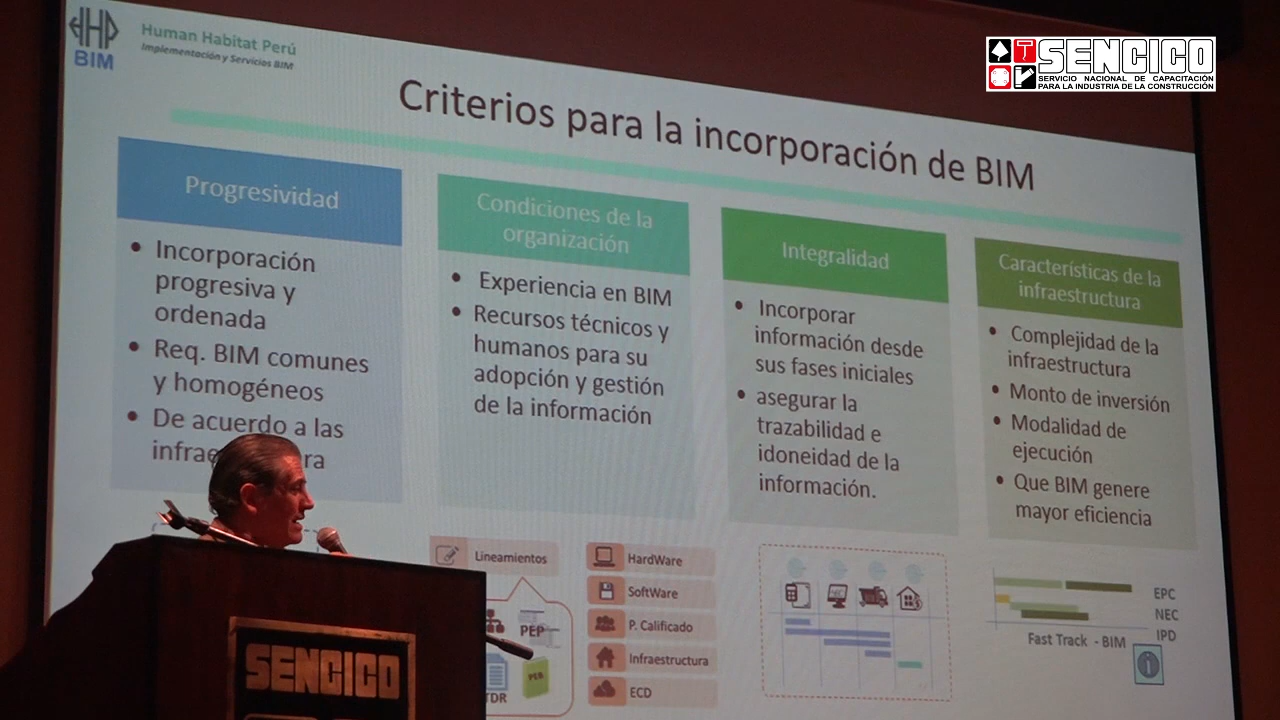 HHP
BIM
Human Habitat Perú
Implementación y Servicios BIM
SENCICO
SERVICIO NACIONAL DE CAPACITACIÓN
PARA LA INDUSTRIA DE LA CONSTRUCCIÓN
Criterios para la incorporación de BIM
Progresividad
• Incorporación
progresiva y
ordenada
• Req. BIM comunes
y homogéneos
• De acuerdo a las
Condiciones de la
organización
• Experiencia en BIM
• Recursos técnicos y
humanos para su
adopción y gestión
de la información
Integralidad
• Incorporar
información desde
sus fases iniciales
• asegurar la
trazabilidad e
idoneidad de la
información.
Características de la
infraestructura
• Complejidad de la
infraestructura
• Monto de inversión
• Modalidad de
ejecución
• Que BIM genere
mayor eficiencia
Lineamientos
PEP
TDR
HardWare
SoftWare
P. Calificado
Infraestructura
ECD
EPC
NEC
IPD
Fast Track - BIM
SENCICO